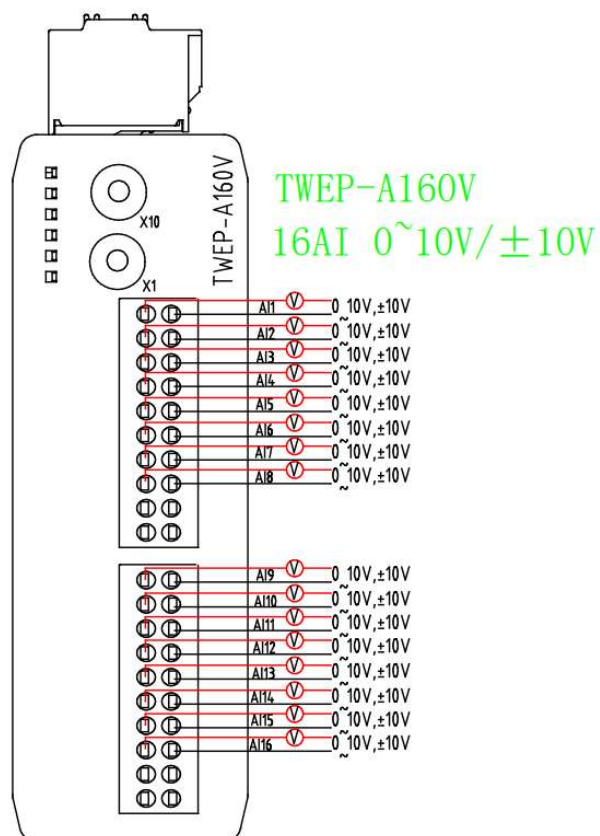 TWEP-A160V
X10
X1
TWEP-A160V
16AI 0~10V/±10V
AI1 V 0~10V,±10V
AI2 V 0~10V,±10V
AI3 V 0~10V,±10V
AI4 V 0~10V,±10V
AI5 V 0~10V,±10V
AI6 V 0~10V,±10V
AI7 V 0~10V,±10V
AI8 V 0~10V,±10V
AI9 V 0~10V,±10V
AI10 V 0~10V,±10V
AI11 V 0~10V,±10V
AI12 V 0~10V,±10V
AI13 V 0~10V,±10V
AI14 V 0~10V,±10V
AI15 V 0~10V,±10V
AI16 V 0~10V,±10V